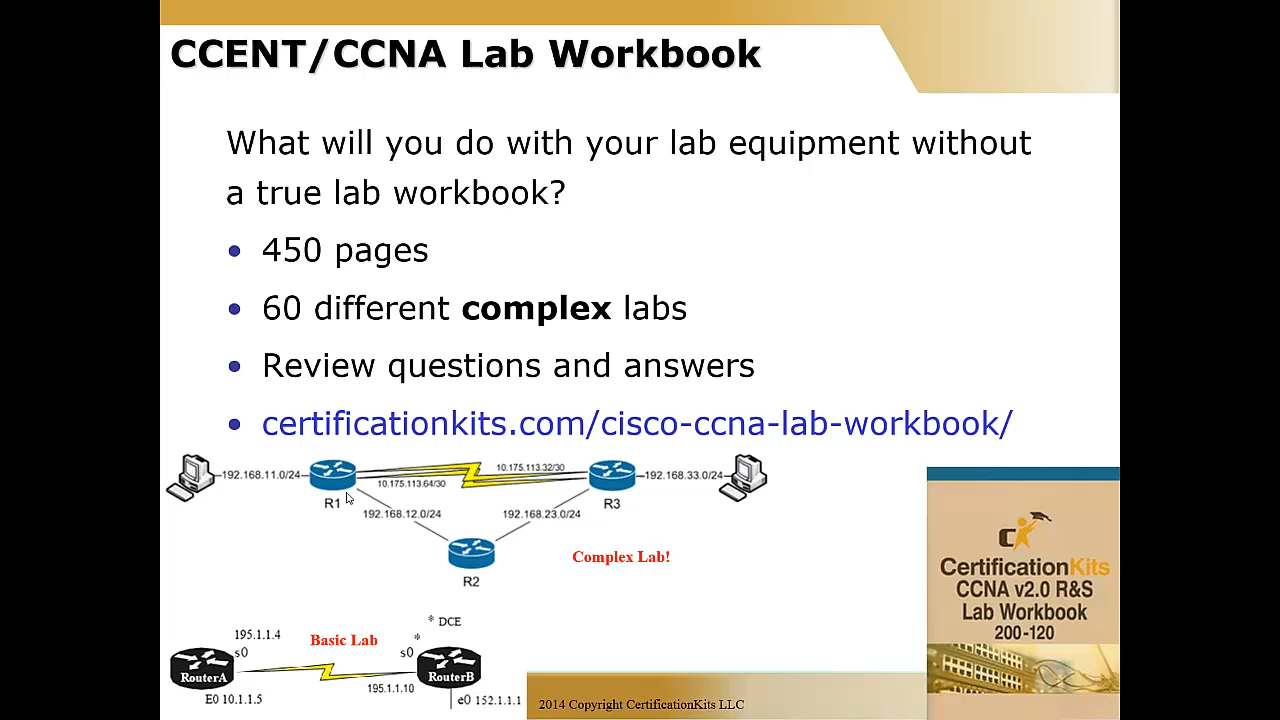 CCENT/CCNA Lab Workbook
What will you do with your lab equipment without
a true lab workbook?
• 450 pages
• 60 different complex labs
• Review questions and answers
• certificationkits.com/cisco-ccna-lab-workbook/
192.168.11.0/24
10.175.113.32/30
10.175.113.64/30
192.168.33.0/24
R1
R3
192.168.12.0/24
192.168.23.0/24
R2
Complex Lab!
CertificationKits
CCNA v2.0 R&S
Lab Workbook
200-120
* DCE
195.1.1.4
Basic Lab
*
s0
s0
RouterA
RouterB
195.1.1.10
E0 10.1.1.5
e0 152.1.1.1
2014 Copyright CertificationKits LLC